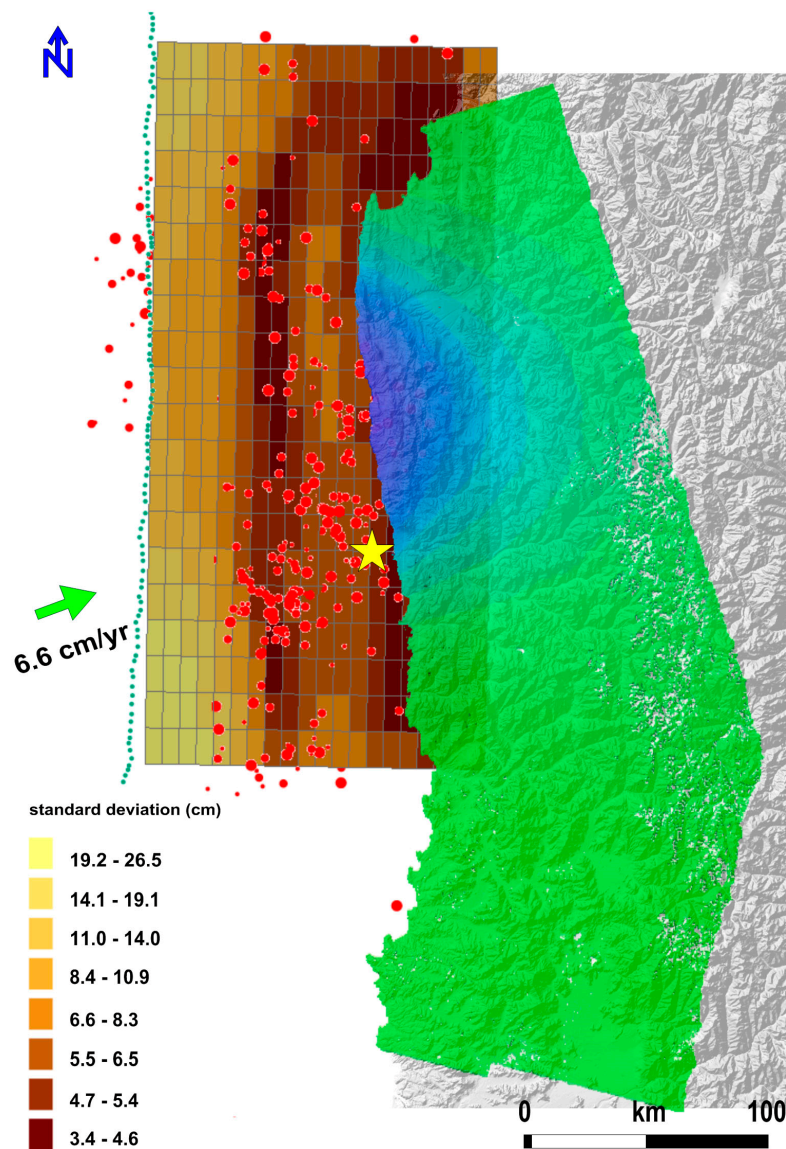 N
6.6 cm/yr
standard deviation (cm)
19.2 - 26.5
14.1 - 19.1
11.0 - 14.0
8.4 - 10.9
6.6 - 8.3
5.5 - 6.5
4.7 - 5.4
3.4 - 4.6
0 km 100